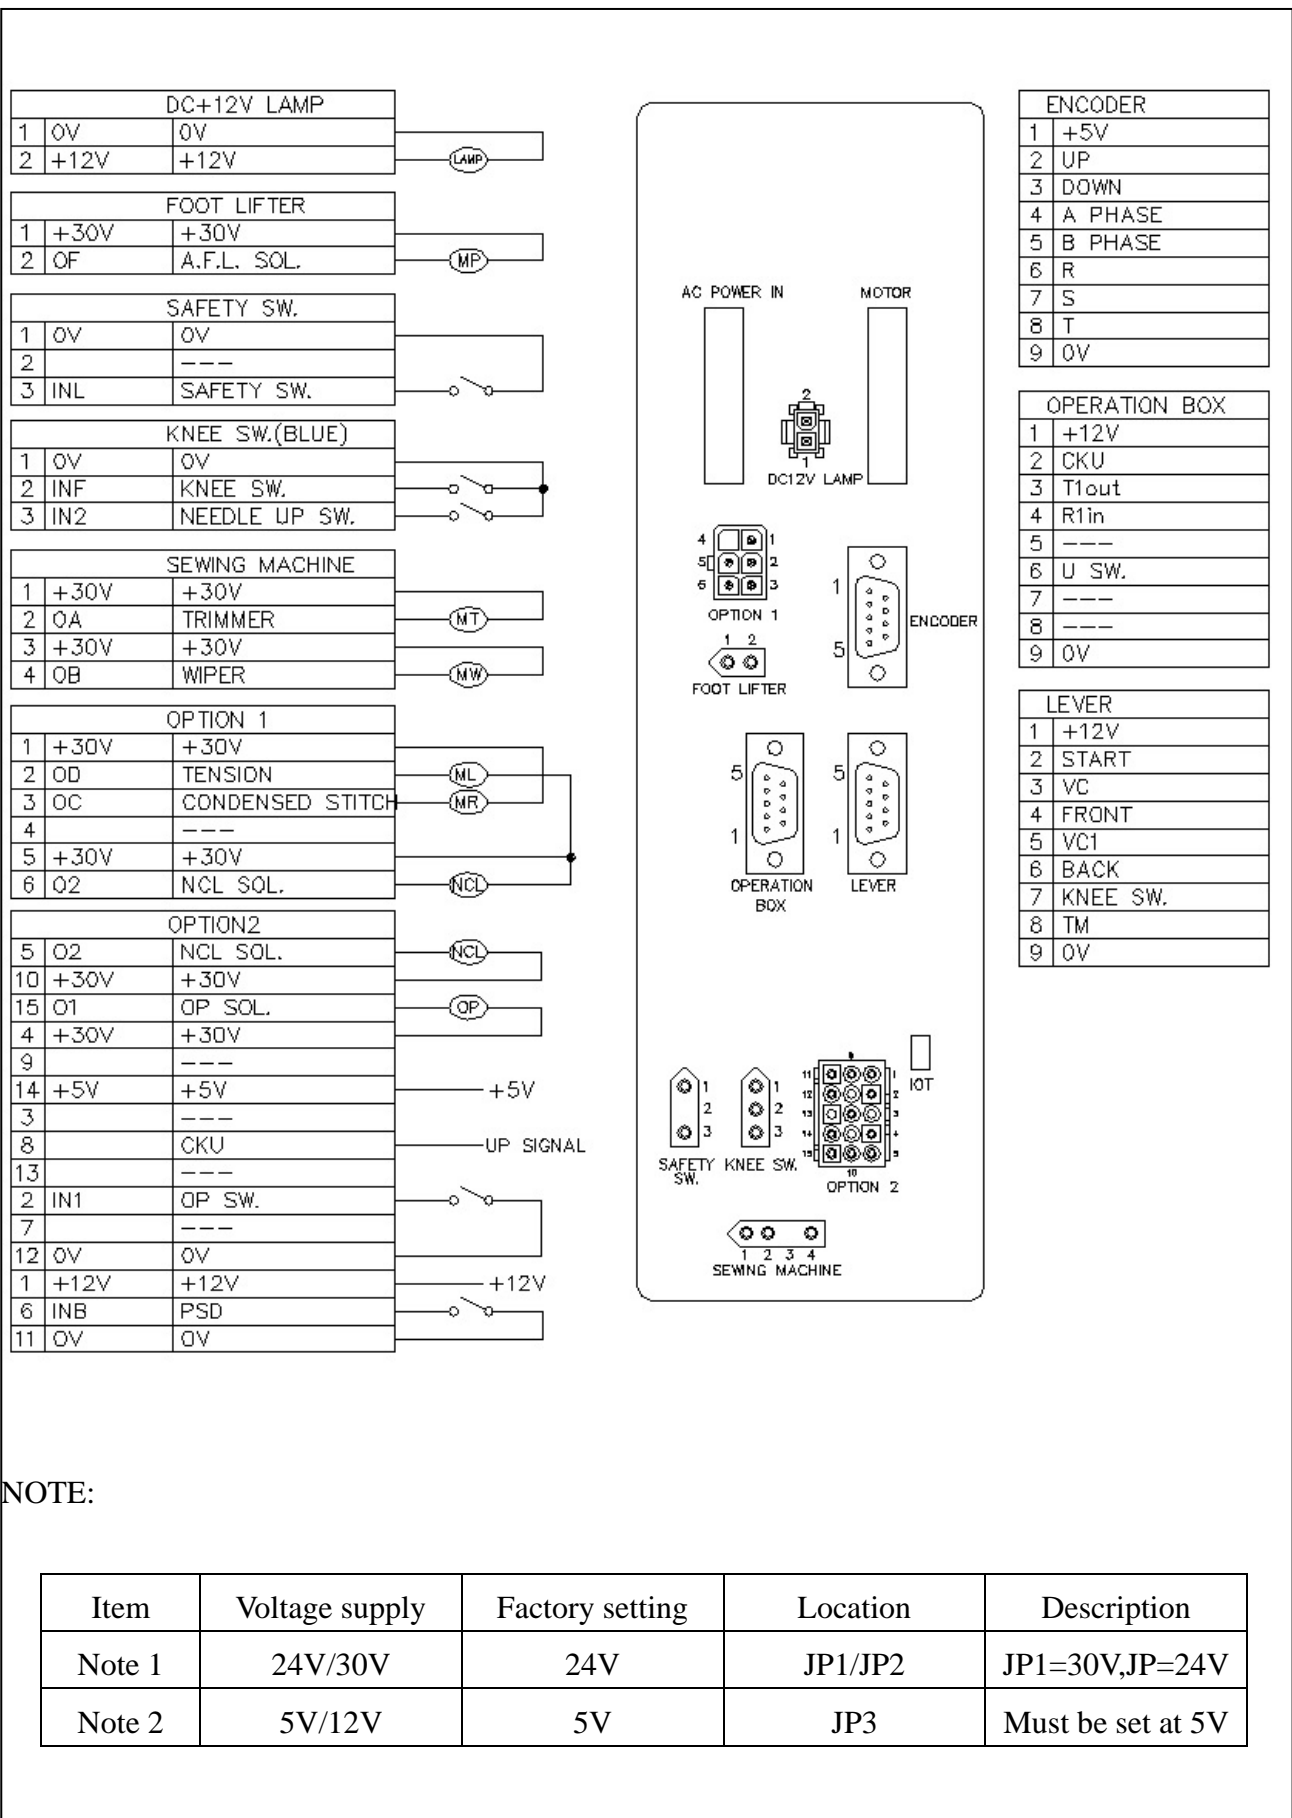 DC+12V LAMP
1 0V 0V
2 +12V +12V
LAMP
FOOT LIFTER
1 +30V +30V
2 OF A.F.L. SOL.
MP
SAFETY SW.
1 0V 0V
2 ---
3 INL SAFETY SW.
KNEE SW.(BLUE)
1 0V 0V
2 INF KNEE SW.
3 IN2 NEEDLE UP SW.
SEWING MACHINE
1 +30V +30V
2 OA TRIMMER
MT
3 +30V +30V
4 OB WIPER
MW
OPTION 1
1 +30V +30V
2 OD TENSION
ML
3 OC CONDENSED STITCH
MR
4 ---
5 +30V +30V
6 O2 NCL SOL.
NCL
OPTION2
5 O2 NCL SOL.
NCL
10 +30V +30V
15 O1 OP SOL.
OP
4 +30V +30V
9 ---
14 +5V +5V
+5V
3 ---
8 CKU
UP SIGNAL
13 ---
2 IN1 OP SW.
7 ---
12 0V 0V
1 +12V +12V
+12V
6 INB PSD
11 0V 0V
AC POWER IN
MOTOR
2
1
DC12V LAMP
4 1
5 2
6 3
OPTION 1
1 2
FOOT LIFTER
1
5
ENCODER
5
1
OPERATION
BOX
5
1
LEVER
IOT
1
2
3
SAFETY
SW.
1
2
3
KNEE SW.
6
11 1
12 2
13 3
14 4
15 5
10
OPTION 2
1 2 3 4
SEWING MACHINE
ENCODER
1 +5V
2 UP
3 DOWN
4 A PHASE
5 B PHASE
6 R
7 S
8 T
9 0V
OPERATION BOX
1 +12V
2 CKU
3 T1out
4 R1in
5 ---
6 U SW.
7 ---
8 ---
9 0V
LEVER
1 +12V
2 START
3 VC
4 FRONT
5 VC1
6 BACK
7 KNEE SW.
8 TM
9 0V
NOTE:
Item Voltage supply Factory setting Location Description
Note 1 24V/30V 24V JP1/JP2 JP1=30V,JP=24V
Note 2 5V/12V 5V JP3 Must be set at 5V